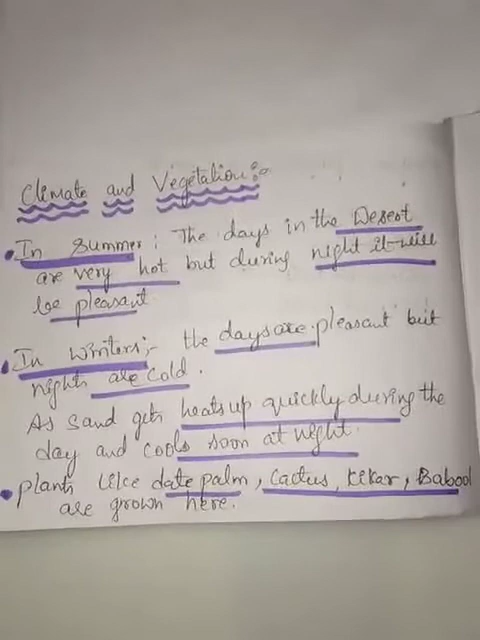 Climate and Vegetation:-
In Summer: The days in the Desert
are very hot but during night it will
be pleasant
In Winters:- the days are pleasant but
nights are cold.
As Sand gets heats up quickly during the
day and cools soon at night.
plants like date palm, Cactus, Kikar, Babool
are grown here.